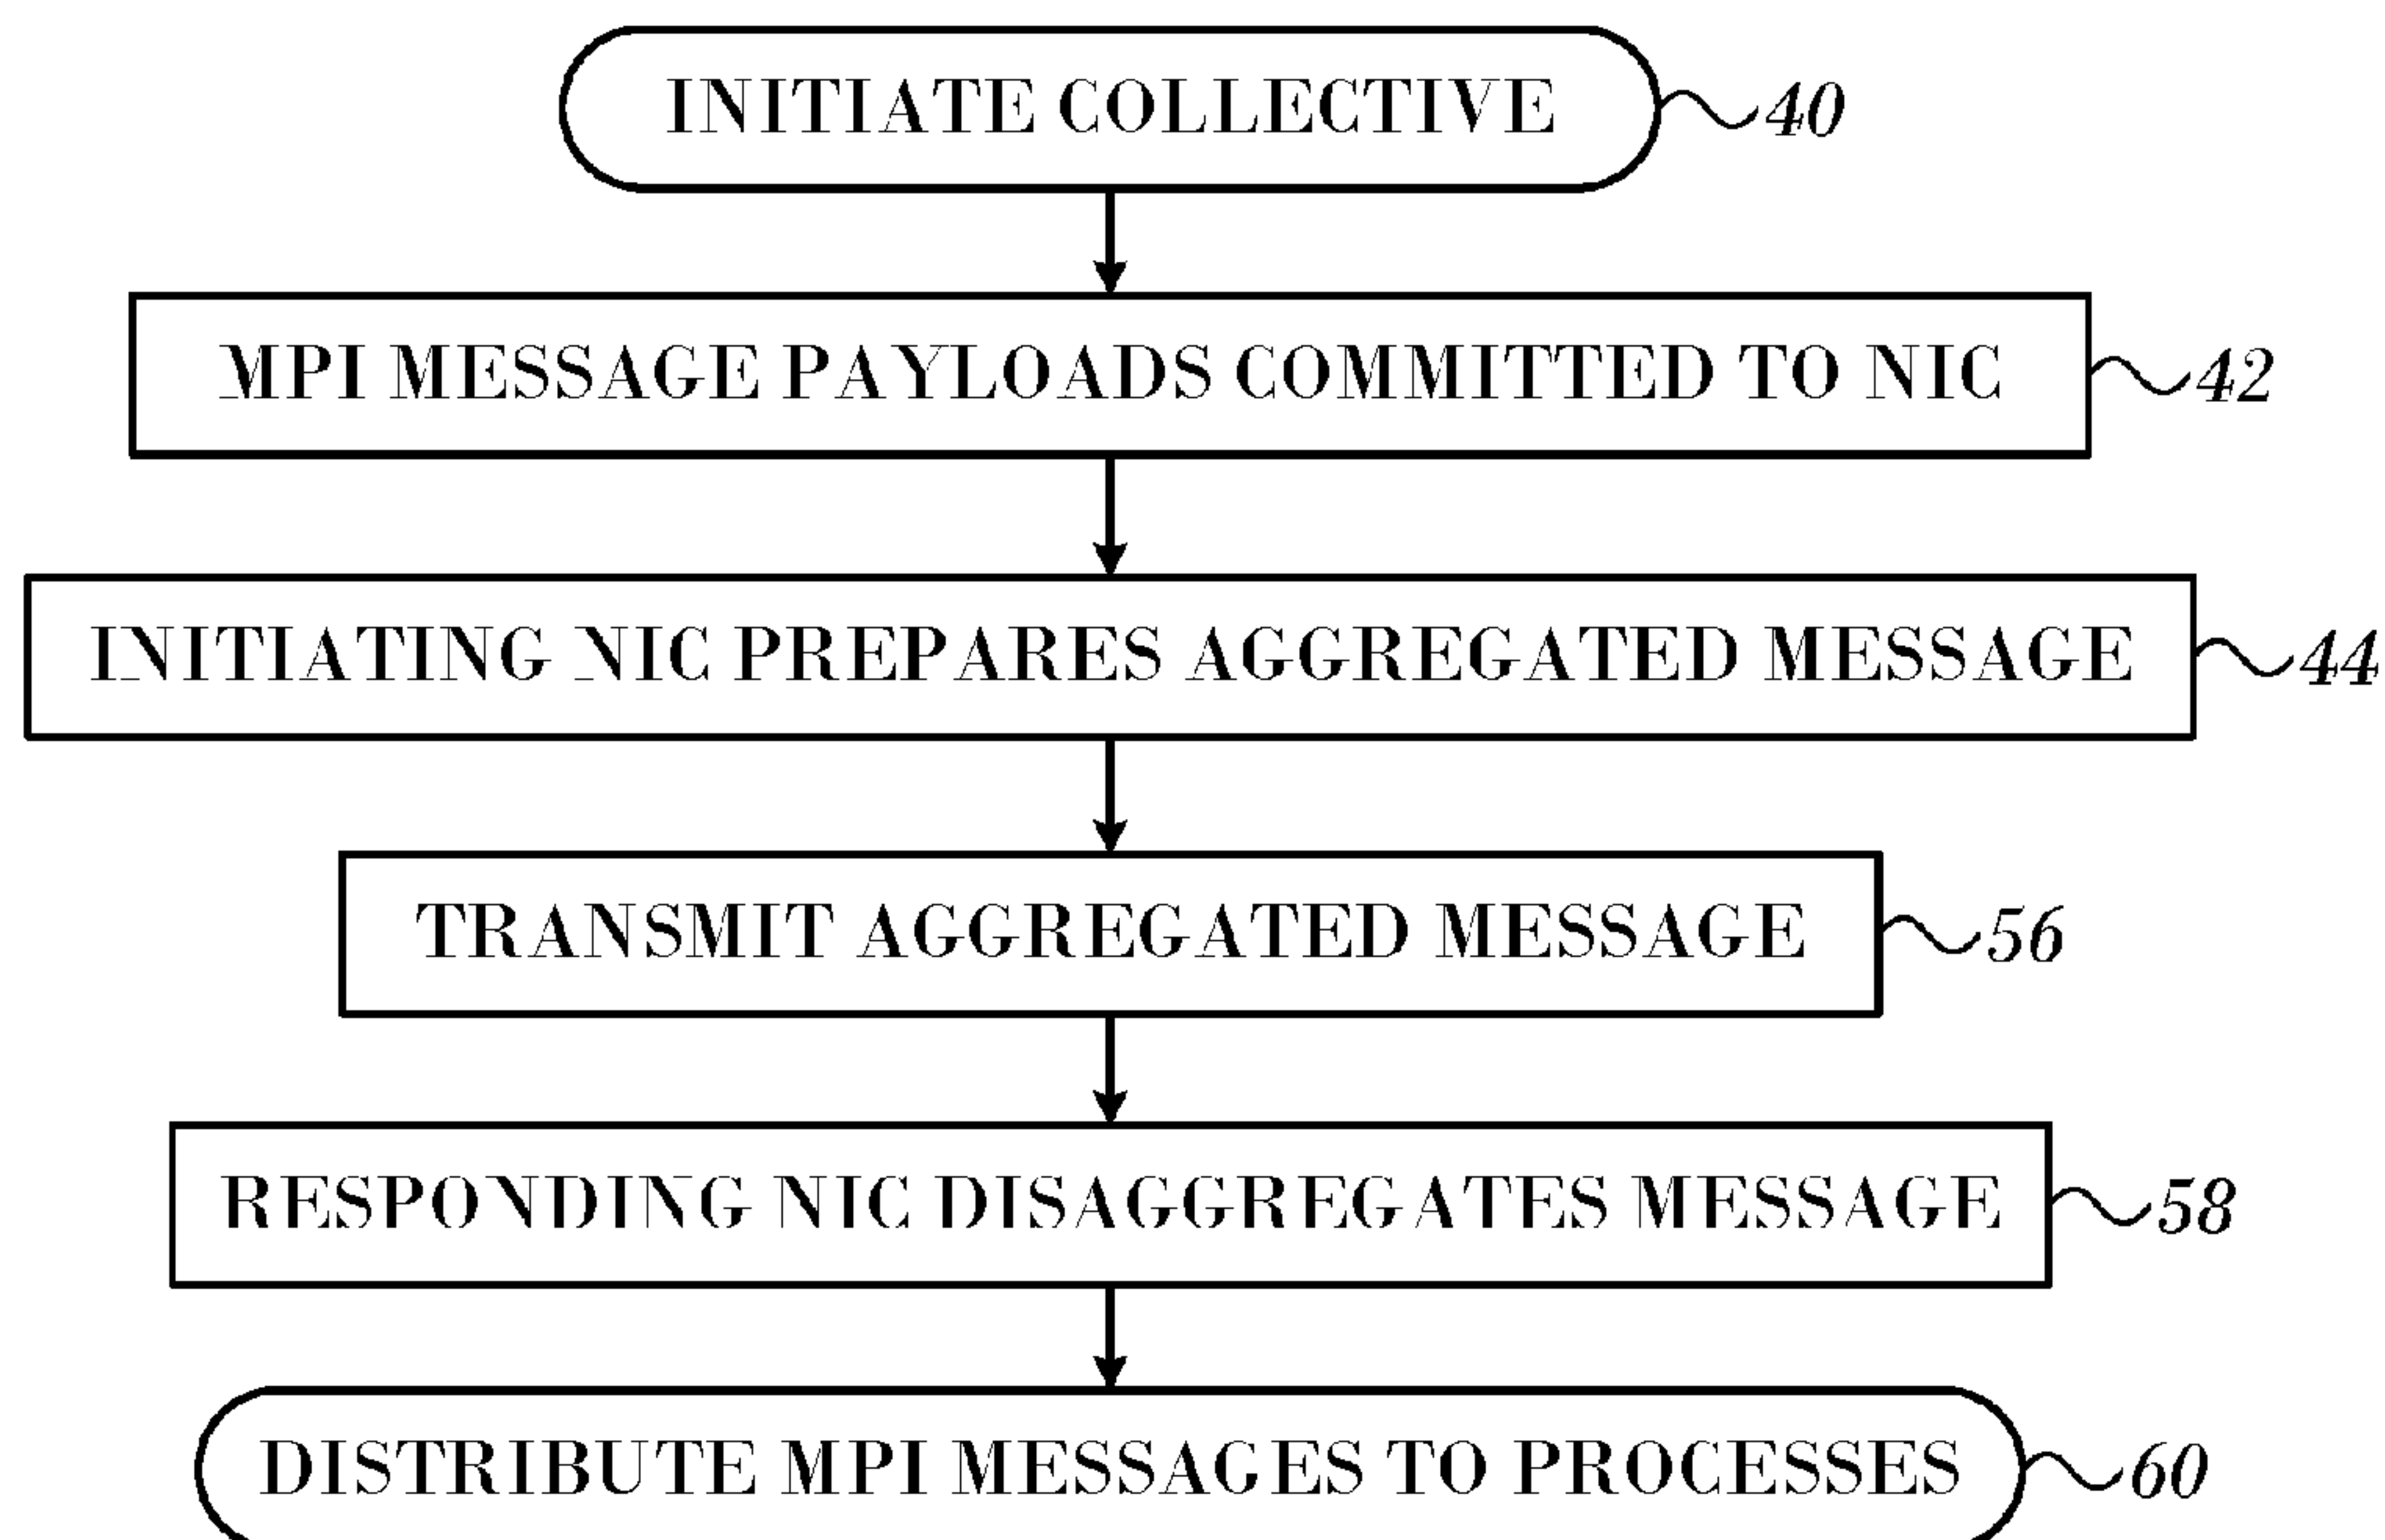 INITIATE COLLECTIVE 40
MPI MESSAGE PAYLOADS COMMITTED TO NIC 42
INITIATING NIC PREPARES AGGREGATED MESSAGE 44
TRANSMIT AGGREGATED MESSAGE 56
RESPONDING NIC DISAGGREGATES MESSAGE 58
DISTRIBUTE MPI MESSAGES TO PROCESSES 60